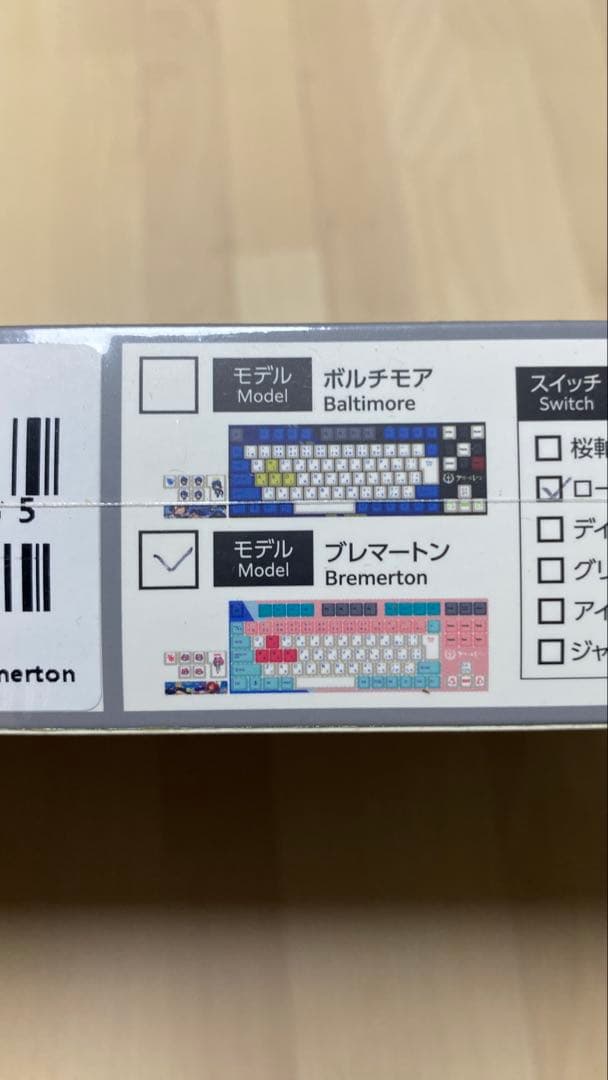 5
merton
モデル
Model
ボルチモア
Baltimore
モデル
Model
ブレマートン
Bremerton
スイッチ
Switch
桜軸
ロー
ディ
グリ
アイ
ジャ